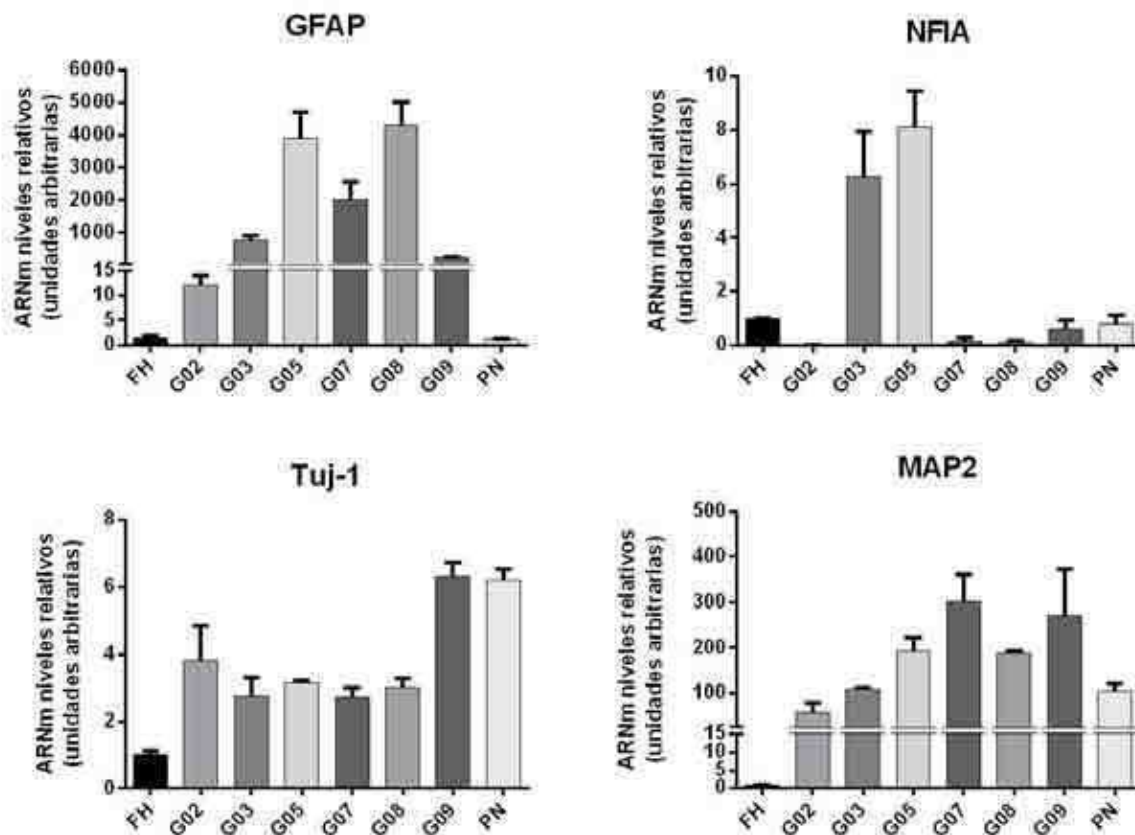 GFAP
ARNm niveles relativos
(unidades arbitrarias)
6000
5000
4000
3000
2000
1000
15
10
5
0
FH
G02
G03
G05
G07
G08
G09
PN
NFIA
ARNm niveles relativos
(unidades arbitrarias)
10
8
6
4
2
0
FH
G02
G03
G05
G07
G08
G09
PN
Tuj-1
ARNm niveles relativos
(unidades arbitrarias)
8
6
4
2
0
FH
G02
G03
G05
G07
G08
G09
PN
MAP2
ARNm niveles relativos
(unidades arbitrarias)
500
400
300
200
100
15
10
5
0
FH
G02
G03
G05
G07
G08
G09
PN